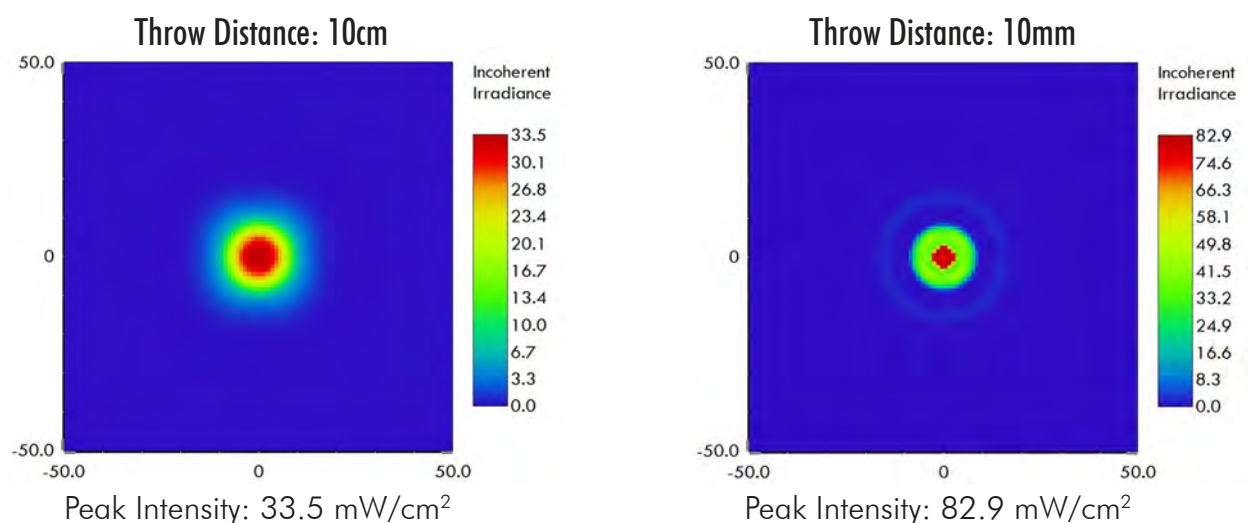 Throw Distance: 10cm
50.0
0
-50.0
-50.0 0 50.0
Incoherent
Irradiance
33.5
30.1
26.8
23.4
20.1
16.7
13.4
10.0
6.7
3.3
0.0
Peak Intensity: 33.5 mW/cm²
Throw Distance: 10mm
50.0
0
-50.0
-50.0 0 50.0
Incoherent
Irradiance
82.9
74.6
66.3
58.1
49.8
41.5
33.2
24.9
16.6
8.3
0.0
Peak Intensity: 82.9 mW/cm²